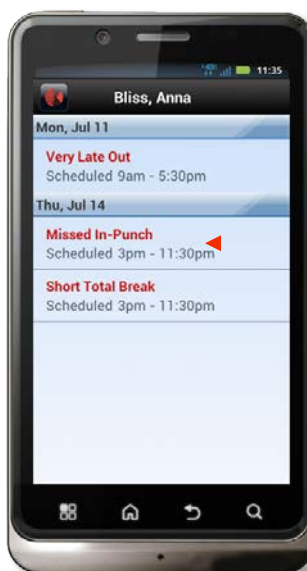 11:35
Bliss, Anna
Mon, Jul 11
Very Late Out
Scheduled 9am - 5:30pm
Thu, Jul 14
Missed In-Punch
Scheduled 3pm - 11:30pm
Short Total Break
Scheduled 3pm - 11:30pm